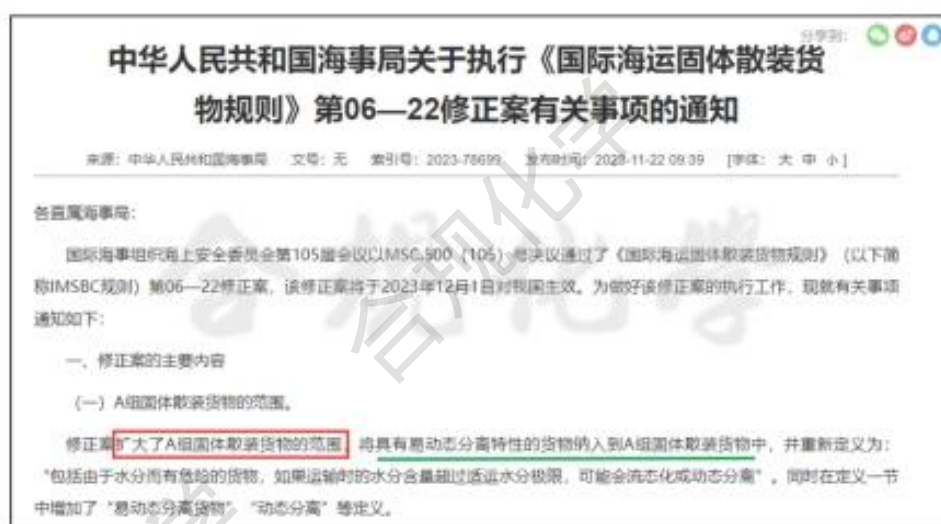 分享到:
中华人民共和国海事局关于执行《国际海运固体散装货
物规则》第06—22修正案有关事项的通知
来源: 中华人民共和国海事局 文号: 无 索引号: 2023-78699 发布时间: 2023-11-22 09:39 [字体: 大 中 小]
各直属海事局:
国际海事组织海上安全委员会第105届会议以MSC.500（105）号决议通过了《国际海运固体散装货物规则》（以下简
称IMSBC规则）第06—22修正案，该修正案将于2023年12月1日对我国生效。为做好该修正案的执行工作，现就有关事项
通知如下:
一、修正案的主要内容
（一）A组固体散装货物的范围。
修正案扩大了A组固体散装货物的范围，将具有易动态分离特性的货物纳入到A组固体散装货物中，并重新定义为:
“包括由于水分而有危险的货物，如果运输时的水分含量超过适运水分极限，可能会流态化或动态分离”。同时在定义一节
中增加了“易动态分离货物”“动态分离”等定义。
合规化学
合规化学
学